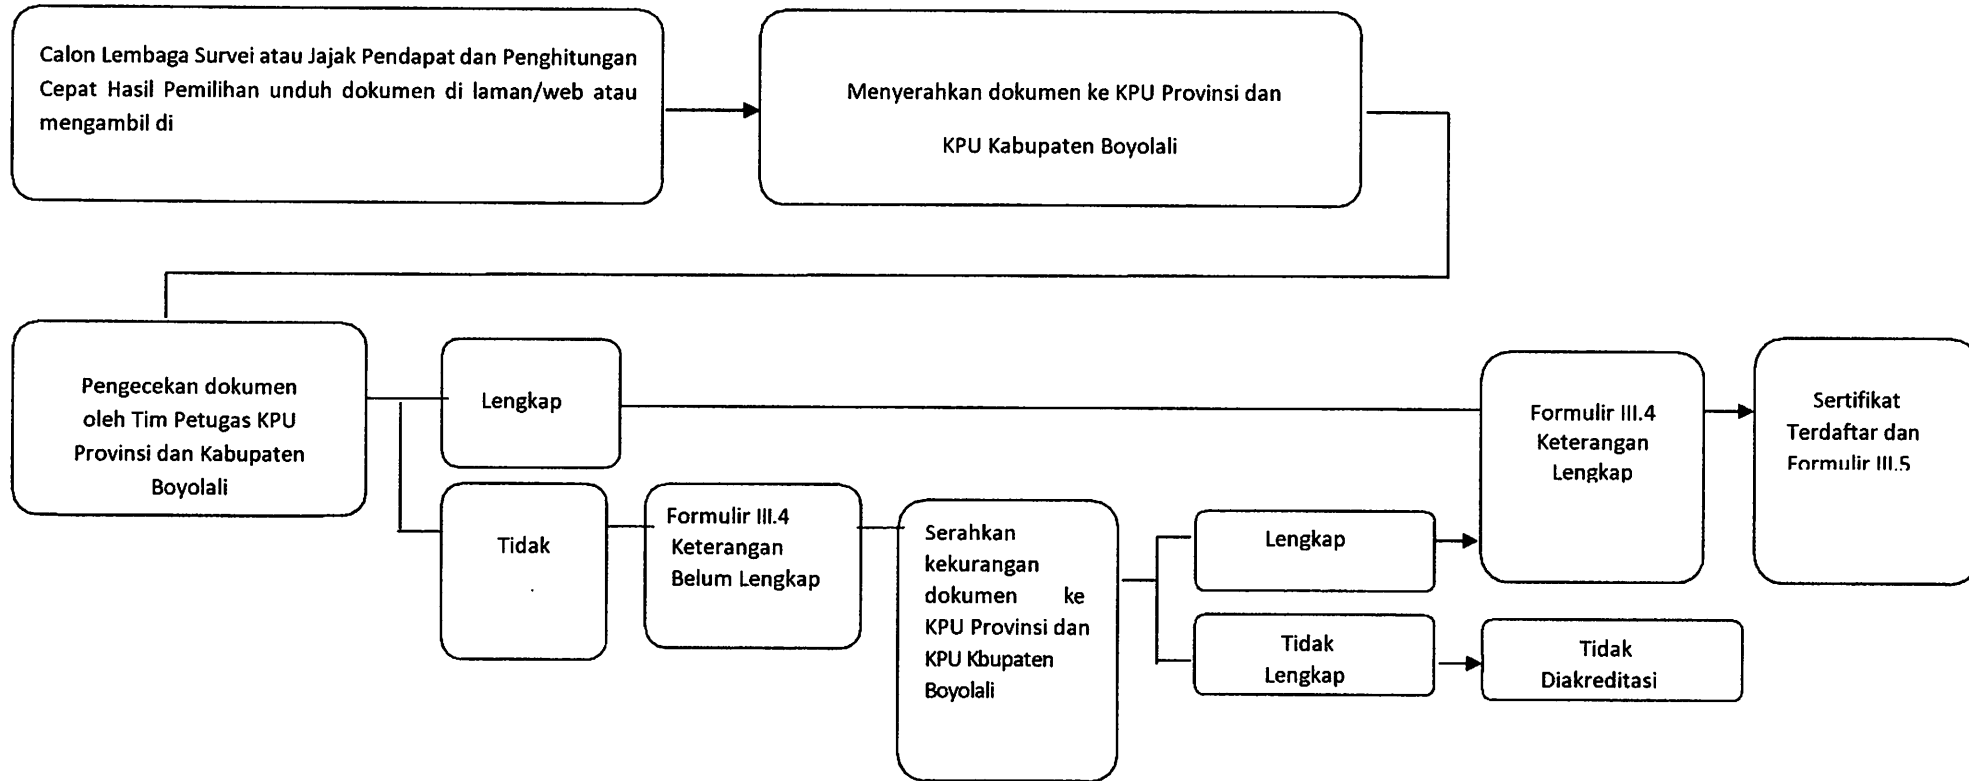 Calon Lembaga Survei atau Jajak Pendapat dan Penghitungan
Cepat Hasil Pemilihan unduh dokumen di laman/web atau
mengambil di
Menyerahkan dokumen ke KPU Provinsi dan
KPU Kabupaten Boyolali
Pengecekan dokumen
oleh Tim Petugas KPU
Provinsi dan Kabupaten
Boyolali
Lengkap
Tidak
Formulir III.4
Keterangan
Belum Lengkap
Serahkan
kekurangan
dokumen ke
KPU Provinsi dan
KPU Kbupaten
Boyolali
Lengkap
Tidak
Lengkap
Formulir III.4
Keterangan
Lengkap
Tidak
Diakreditasi
Sertifikat
Terdaftar dan
Formulir III.5